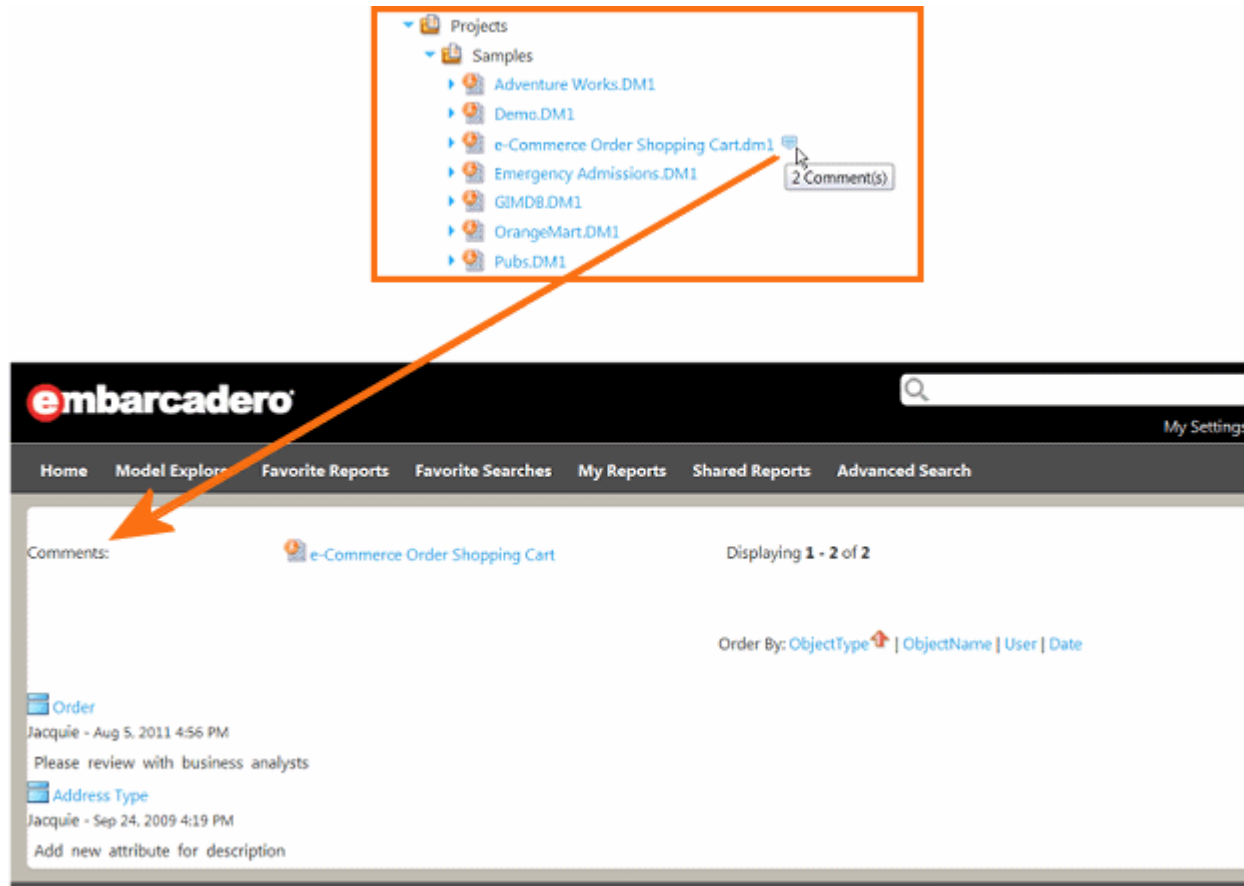 Projects
Samples
Adventure Works.DM1
Demo.DM1
e-Commerce Order Shopping Cart.dm1
2 Comment(s)
Emergency Admissions.DM1
GIMDB.DM1
OrangeMart.DM1
Pubs.DM1
embarcadero
My Settings
Home Model Explorer Favorite Reports Favorite Searches My Reports Shared Reports Advanced Search
Comments: e-Commerce Order Shopping Cart Displaying 1 - 2 of 2
Order By: ObjectType | ObjectName | User | Date
Order
Jacquie - Aug 5, 2011 4:56 PM
Please review with business analysts
Address Type
Jacquie - Sep 24, 2009 4:19 PM
Add new attribute for description